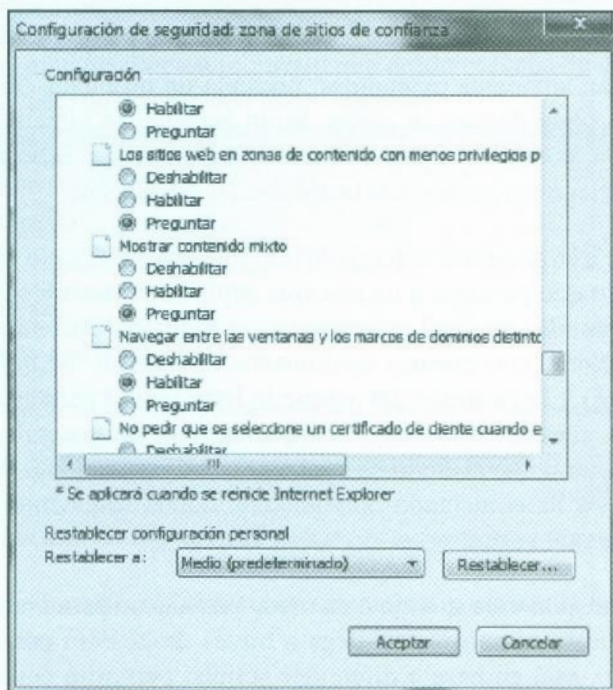 Configuración de seguridad: zona de sitios de confianza
Configuración
Habilitar
Preguntar
Los sitios web en zonas de contenido con menos privilegios p
Deshabilitar
Habilitar
Preguntar
Mostrar contenido mixto
Deshabilitar
Habilitar
Preguntar
Navegar entre las ventanas y los marcos de dominios distinto
Deshabilitar
Habilitar
Preguntar
No pedir que se seleccione un certificado de cliente cuando e
Deshabilitar
* Se aplicará cuando se reinicie Internet Explorer
Restablecer configuración personal
Restablecer a:
Medio (predeterminado)
Restablecer...
Aceptar
Cancelar